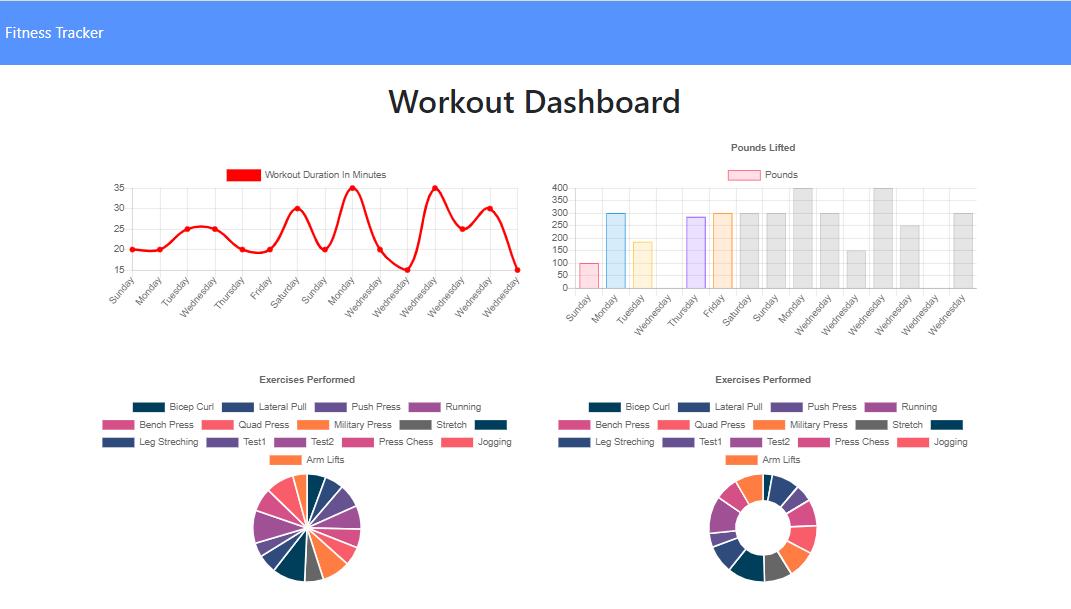 Fitness Tracker
Workout Dashboard
Workout Duration In Minutes
35
30
25
20
15
Sunday Monday Tuesday Wednesday Thursday Friday Saturday Sunday Monday Wednesday Wednesday Wednesday Wednesday Wednesday Wednesday
Pounds Lifted
Pounds
400
350
300
250
200
150
100
50
0
Sunday Monday Tuesday Wednesday Thursday Friday Saturday Sunday Monday Wednesday Wednesday Wednesday Wednesday Wednesday Wednesday
Exercises Performed
Bicep Curl Lateral Pull Push Press Running
Bench Press Quad Press Military Press Stretch
Leg Streching Test1 Test2 Press Chess Jogging
Arm Lifts
Exercises Performed
Bicep Curl Lateral Pull Push Press Running
Bench Press Quad Press Military Press Stretch
Leg Streching Test1 Test2 Press Chess Jogging
Arm Lifts